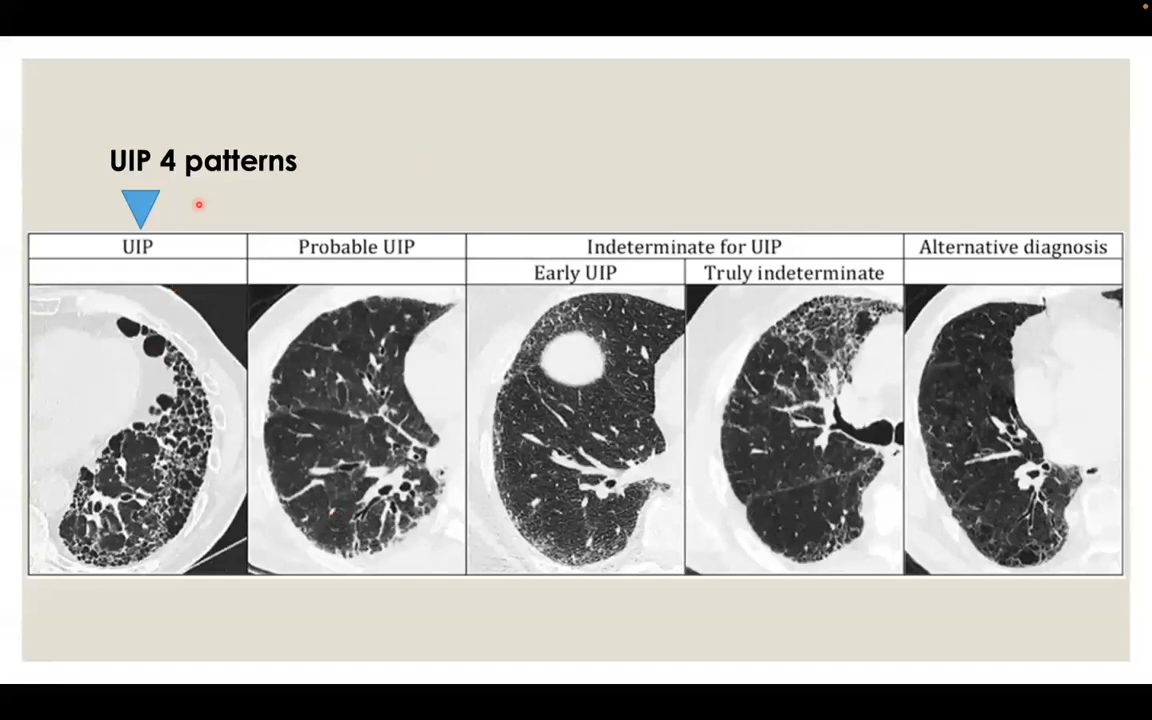 UIP 4 patterns
UIP
Probable UIP
Indeterminate for UIP
Alternative diagnosis
Early UIP
Truly indeterminate